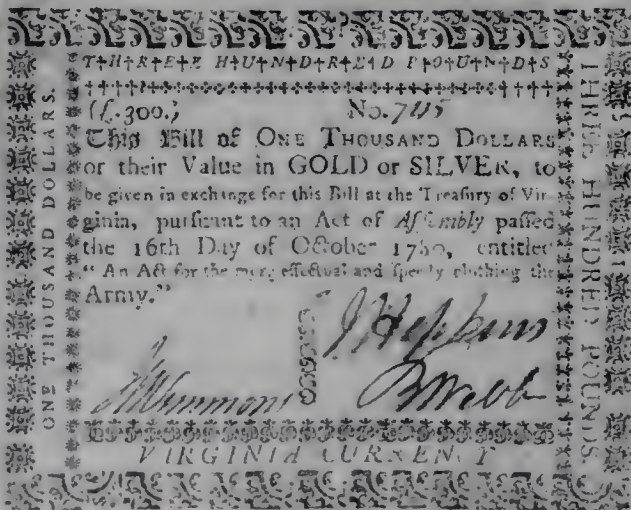 T+H+R+E+E H+U+N+D+R+E+D P+O+U+N+D+S
(£.300.) No. 745
This Bill of ONE THOUSAND DOLLARS
or their Value in GOLD or SILVER, to
be given in exchange for this Bill at the Treaſury of Vir-
ginia, purſuant to an Act of Aſſembly paſſed
the 16th Day of October 1780, entitled
“ An Act for the more effectual and ſpeedy clothing the
Army.”
J Hopkins
B Webb
VIRGINIA CURRENCY
ONE THOUSAND DOLLARS.
THREE HUNDRED POUNDS